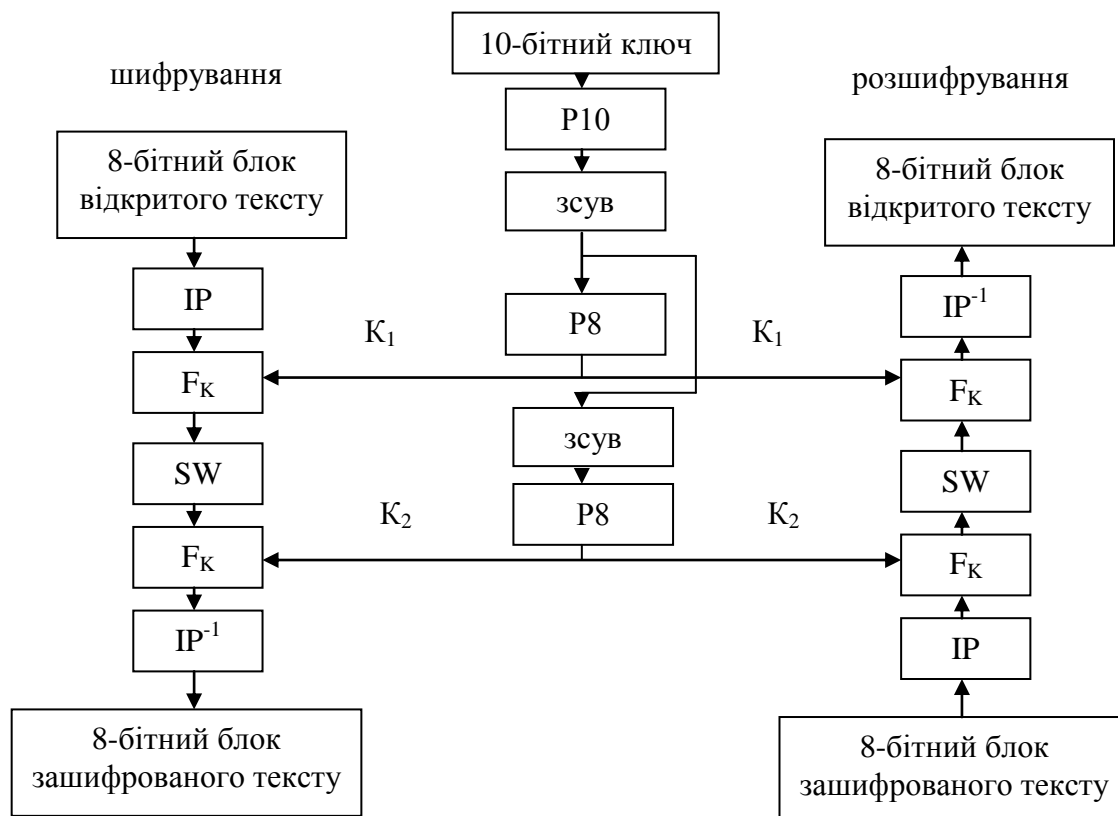 10-бітний ключ
шифрування
розшифрування
P10
8-бітний блок
відкритого тексту
8-бітний блок
відкритого тексту
зсув
IP
IP-1
P8
K1
K1
FK
FK
зсув
SW
SW
P8
K2
K2
FK
FK
IP-1
IP
8-бітний блок
зашифрованого тексту
8-бітний блок
зашифрованого тексту